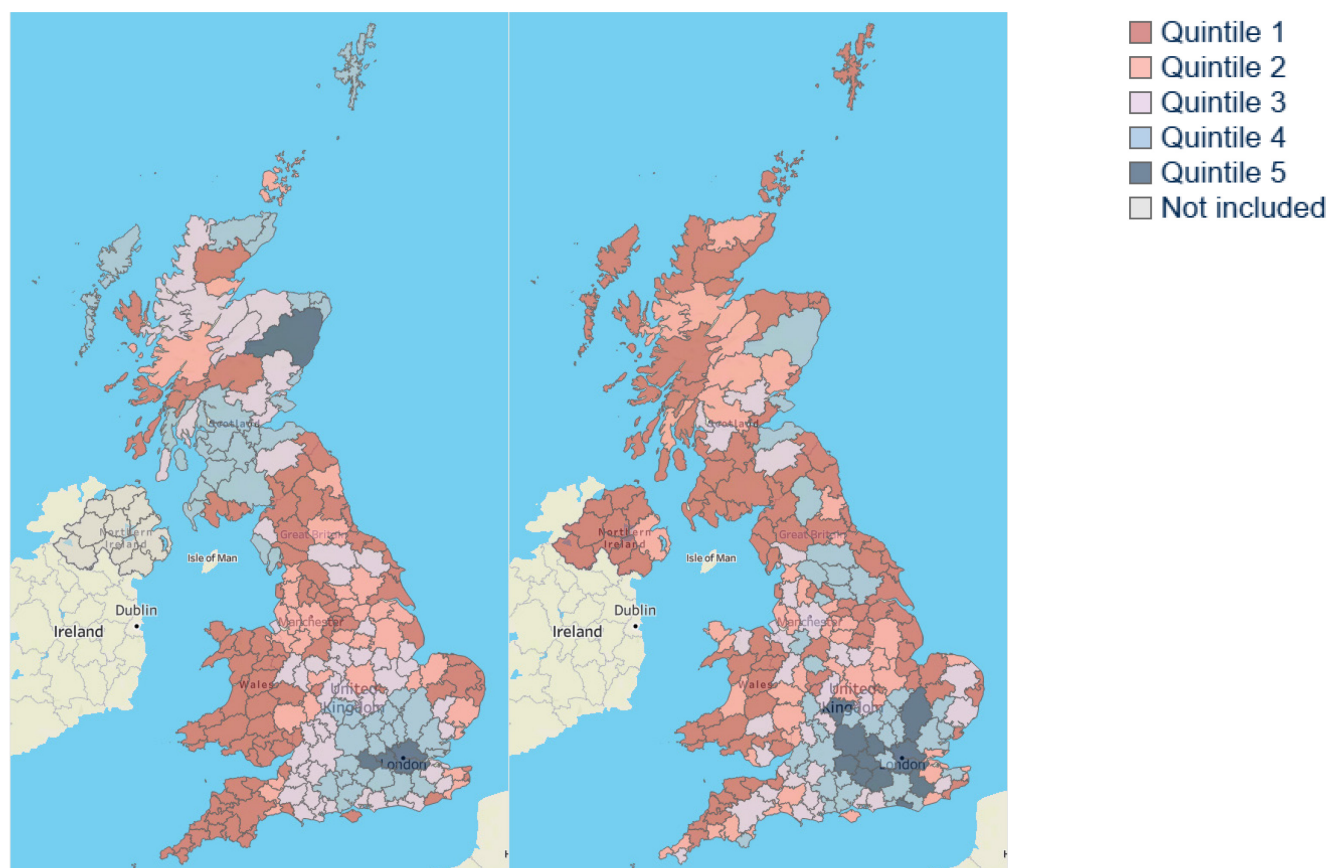 Quintile 1
Quintile 2
Quintile 3
Quintile 4
Quintile 5
Not included
Scotland
Northern
Ireland
Great Britain
Isle of Man
Dublin
Ireland
Manchester
Wales
United
Kingdom
London
Scotland
Northern
Ireland
Great Britain
Isle of Man
Dublin
Ireland
Manchester
Wales
United
Kingdom
London